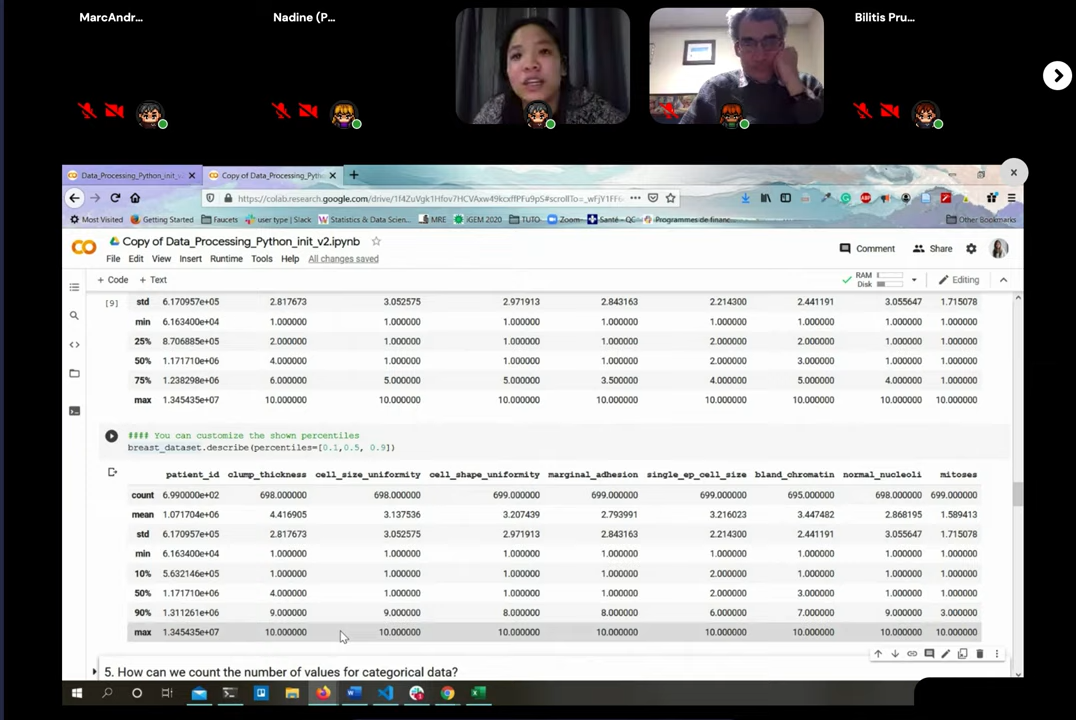 MarcAndr... Nadine (P... Bilitis Pru...
Data_Processing_Python_init_v Copy of Data_Processing_Pyth
https://colab.research.google.com/drive/
Most Visited Getting Started Faucets user type | Slack Statistics & Data Scien... MRE iGEM 2020 TUTO Zoom Santé - QC Programmes de financ... Other Bookmarks
Copy of Data_Processing_Python_init_v2.ipynb Comment Share
File Edit View Insert Runtime Tools Help All changes saved
+ Code + Text RAM Disk Editing
[9] std 6.170957e+05 2.817673 3.052575 2.971913 2.843163 2.214300 2.441191 3.055647 1.715078
min 6.163400e+04 1.000000 1.000000 1.000000 1.000000 1.000000 1.000000 1.000000 1.000000
25% 8.706885e+05 2.000000 1.000000 1.000000 1.000000 2.000000 2.000000 1.000000 1.000000
50% 1.171710e+06 4.000000 1.000000 1.000000 1.000000 2.000000 3.000000 1.000000 1.000000
75% 1.238298e+06 6.000000 5.000000 5.000000 3.500000 4.000000 5.000000 4.000000 1.000000
max 1.345435e+07 10.000000 10.000000 10.000000 10.000000 10.000000 10.000000 10.000000 10.000000
#### You can customize the shown percentiles
breast_dataset.describe(percentiles=[0.1,0.5, 0.9])
patient_id clump_thickness cell_size_uniformity cell_shape_uniformity marginal_adhesion single_ep_cell_size bland_chromatin normal_nucleoli mitoses
count 6.990000e+02 698.000000 698.000000 699.000000 699.000000 699.000000 695.000000 698.000000 699.000000
mean 1.071704e+06 4.416905 3.137536 3.207439 2.793991 3.216023 3.447482 2.868195 1.589413
std 6.170957e+05 2.817673 3.052575 2.971913 2.843163 2.214300 2.441191 3.055647 1.715078
min 6.163400e+04 1.000000 1.000000 1.000000 1.000000 1.000000 1.000000 1.000000 1.000000
10% 5.632146e+05 1.000000 1.000000 1.000000 1.000000 2.000000 1.000000 1.000000 1.000000
50% 1.171710e+06 4.000000 1.000000 1.000000 1.000000 2.000000 3.000000 1.000000 1.000000
90% 1.311261e+06 9.000000 9.000000 8.000000 8.000000 6.000000 7.000000 9.000000 3.000000
max 1.345435e+07 10.000000 10.000000 10.000000 10.000000 10.000000 10.000000 10.000000 10.000000
5. How can we count the number of values for categorical data?